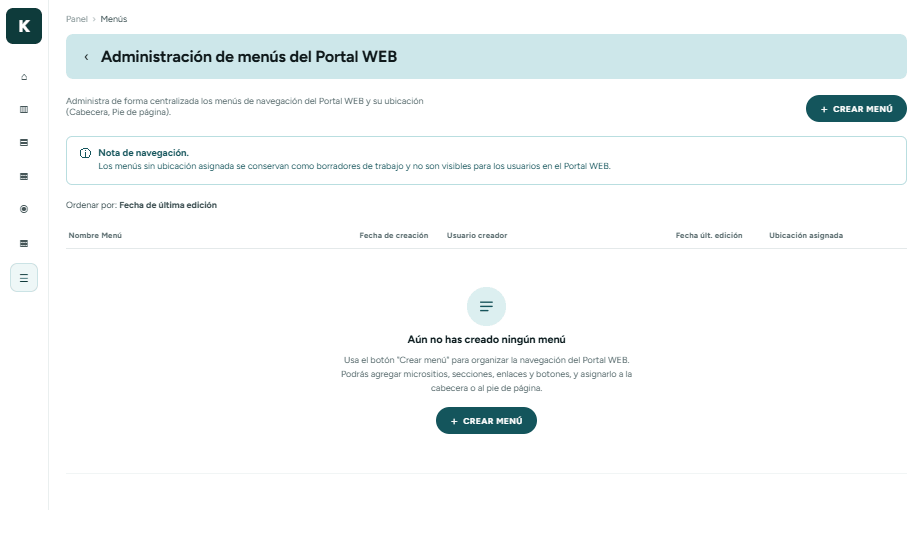 K
Panel › Menús
‹ Administración de menús del Portal WEB
Administra de forma centralizada los menús de navegación del Portal WEB y su ubicación
(Cabecera, Pie de página).
+ CREAR MENÚ
Nota de navegación.
Los menús sin ubicación asignada se conservan como borradores de trabajo y no son visibles para los usuarios en el Portal WEB.
Ordenar por: Fecha de última edición
Nombre Menú Fecha de creación Usuario creador Fecha últ. edición Ubicación asignada
Aún no has creado ningún menú
Usa el botón "Crear menú" para organizar la navegación del Portal WEB.
Podrás agregar micrositios, secciones, enlaces y botones, y asignarlo a la
cabecera o al pie de página.
+ CREAR MENÚ